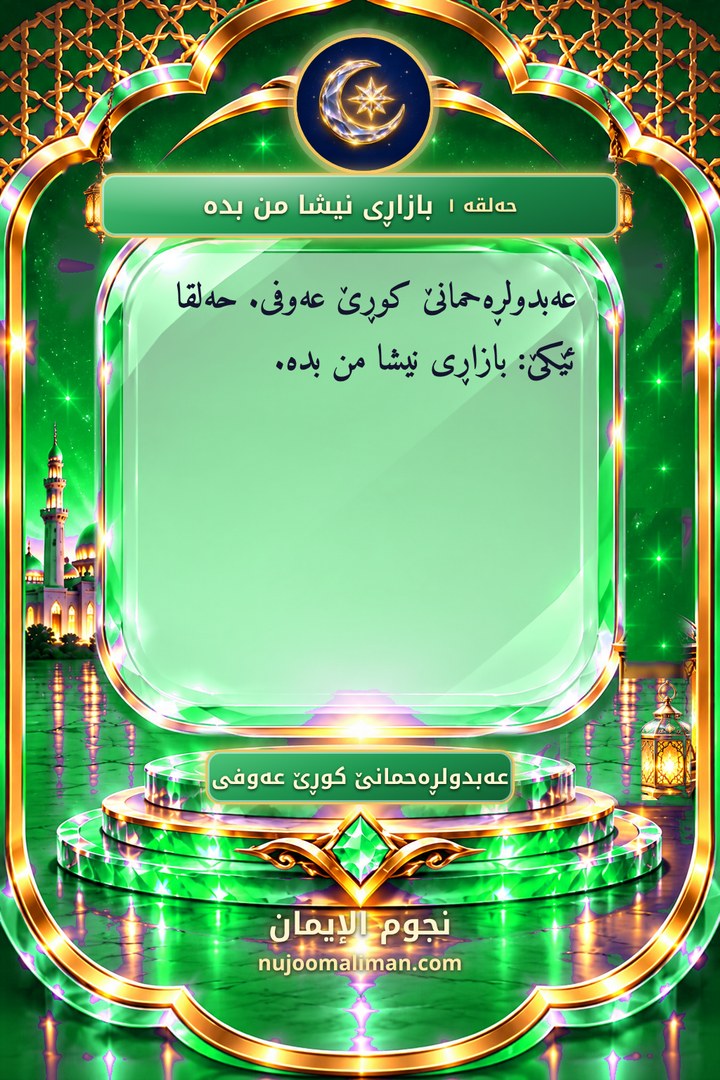 حەلقە ١ بازاڕی نیشا من بدە
عەبدولڕەحمانێ کوڕێ عەوفی. حەلقا
ئێکێ: بازاڕی نیشا من بدە.
عەبدولڕەحمانێ کوڕێ عەوفی
نجوم الإيمان
nujoomaliman.com